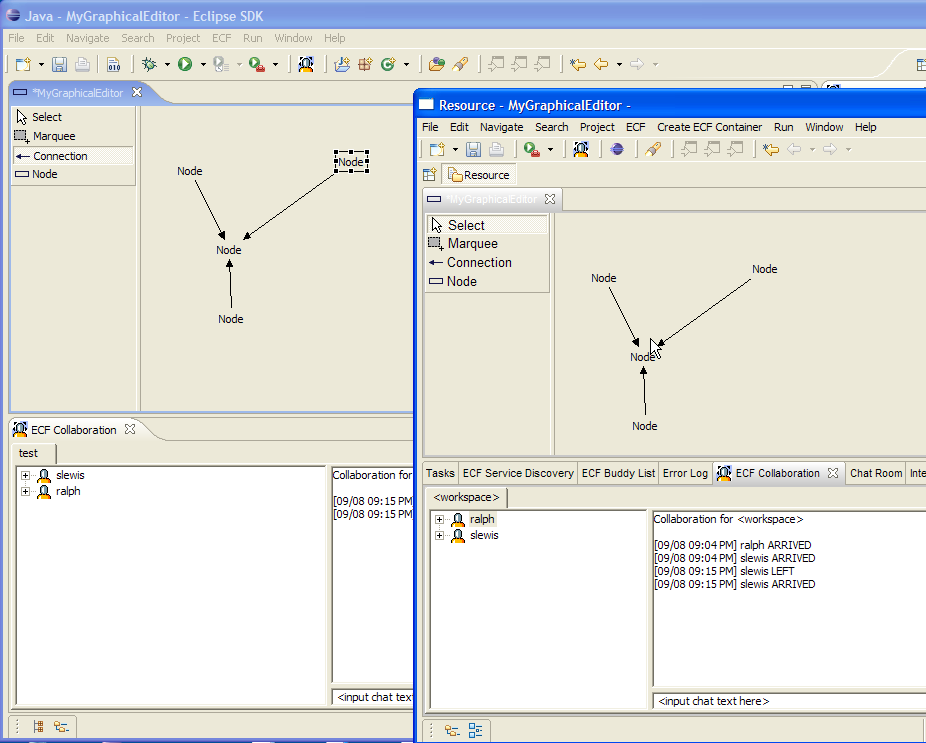 Java - MyGraphicalEditor - Eclipse SDK
File Edit Navigate Search Project ECF Run Window Help
010
*MyGraphicalEditor
Select
Marquee
Connection
Node
Node
Node
Node
Node
ECF Collaboration
test
slewis
ralph
Collaboration for
[09/08 09:15 PM]
[09/08 09:15 PM]
<input chat text
Resource - MyGraphicalEditor -
File Edit Navigate Search Project ECF Create ECF Container Run Window Help
Resource
*MyGraphicalEditor
Select
Marquee
Connection
Node
Node
Node
Node
Node
Tasks ECF Service Discovery ECF Buddy List Error Log ECF Collaboration Chat Room Inte
<workspace>
ralph
slewis
Collaboration for <workspace>
[09/08 09:04 PM] ralph ARRIVED
[09/08 09:04 PM] slewis ARRIVED
[09/08 09:15 PM] slewis LEFT
[09/08 09:15 PM] slewis ARRIVED
<input chat text here>